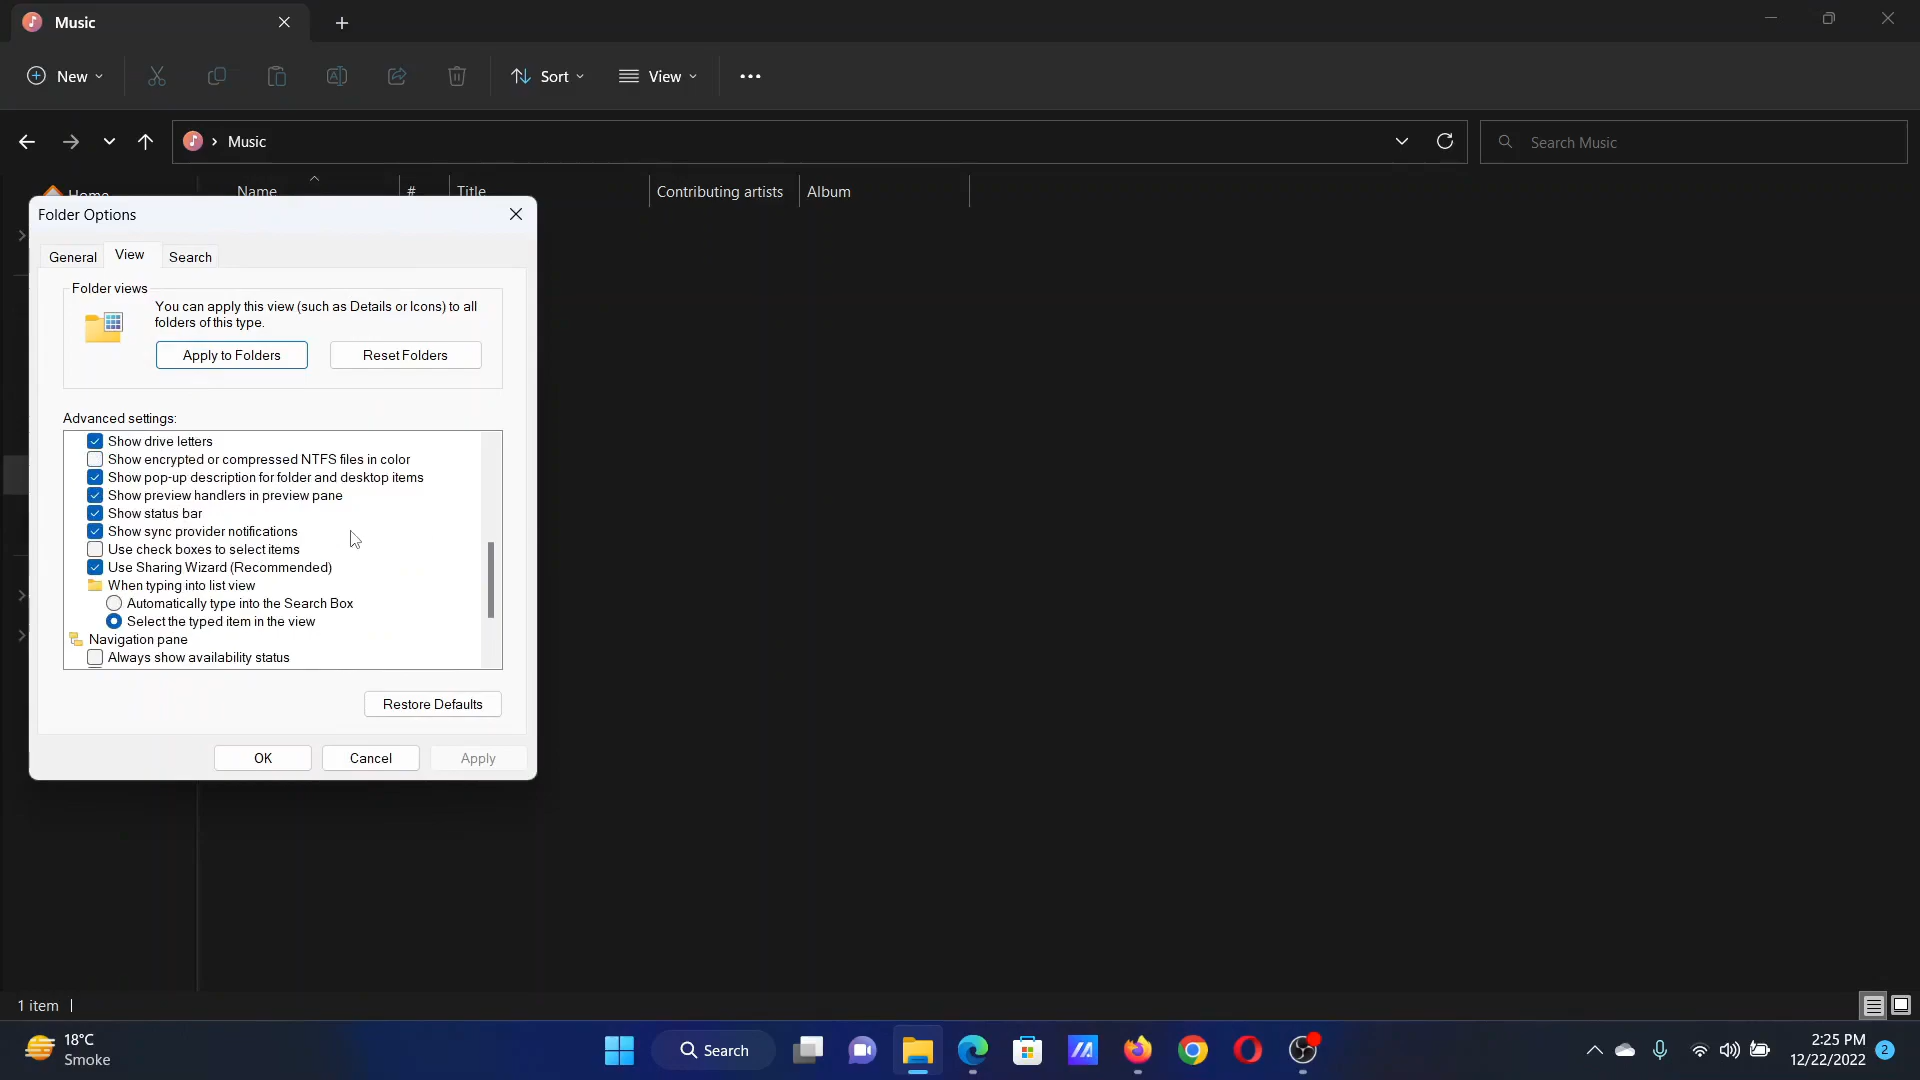 Music
New
Sort
View
Music
Search Music
Home
Name
#
Title
Contributing artists
Album
Folder Options
General
View
Search
Folder views
You can apply this view (such as Details or Icons) to all
folders of this type.
Apply to Folders
Reset Folders
Advanced settings:
Show drive letters
Show encrypted or compressed NTFS files in color
Show pop-up description for folder and desktop items
Show preview handlers in preview pane
Show status bar
Show sync provider notifications
Use check boxes to select items
Use Sharing Wizard (Recommended)
When typing into list view
Automatically type into the Search Box
Select the typed item in the view
Navigation pane
Always show availability status
Restore Defaults
OK
Cancel
Apply
1 item
18°C
Smoke
Search
2:25 PM
12/22/2022
2